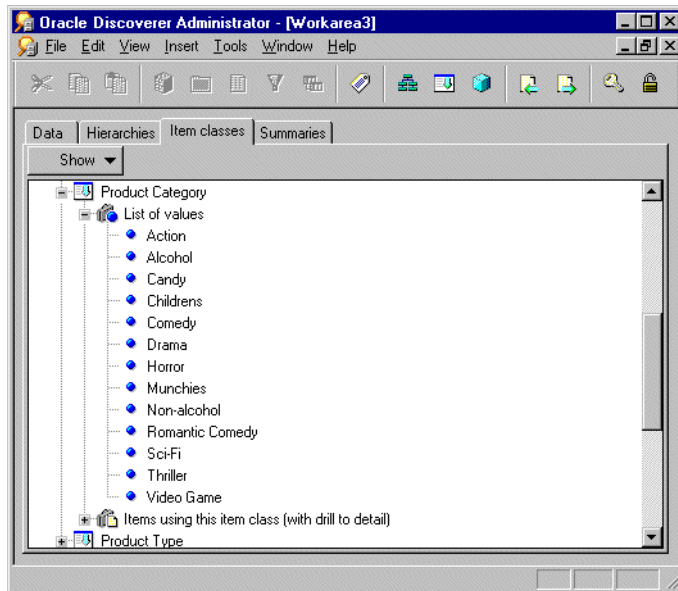 Oracle Discoverer Administrator - [Workarea3]
File Edit View Insert Tools Window Help
Data Hierarchies Item classes Summaries
Show
Product Category
List of values
Action
Alcohol
Candy
Childrens
Comedy
Drama
Horror
Munchies
Non-alcohol
Romantic Comedy
Sci-Fi
Thriller
Video Game
Items using this item class (with drill to detail)
Product Type